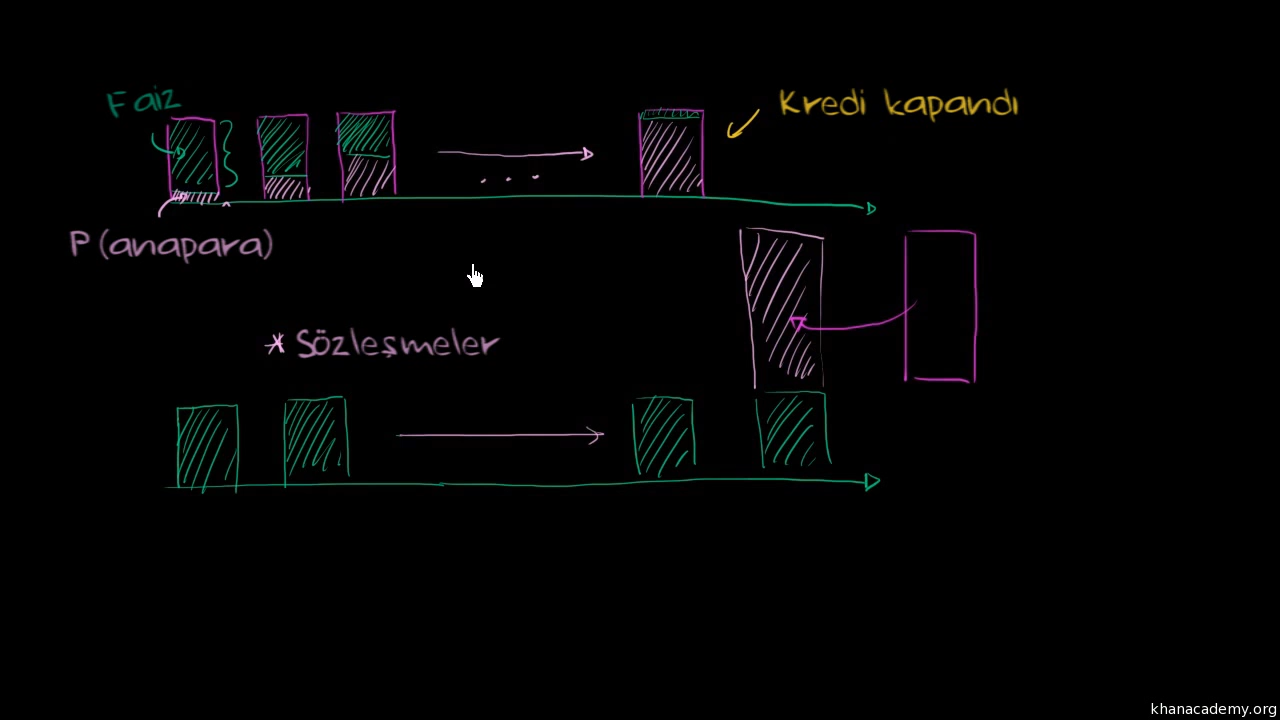 Faiz
Kredi kapandı
P (anapara)
* Sözleşmeler
khanacademy.org